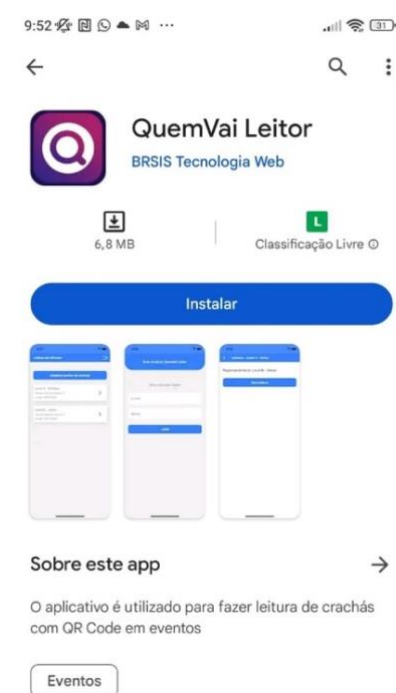 9:52
31
QuemVai Leitor
BRSIS Tecnologia Web
6,8 MB
L
Classificação Livre
Instalar
Sobre este app
O aplicativo é utilizado para fazer leitura de crachás
com QR Code em eventos
Eventos